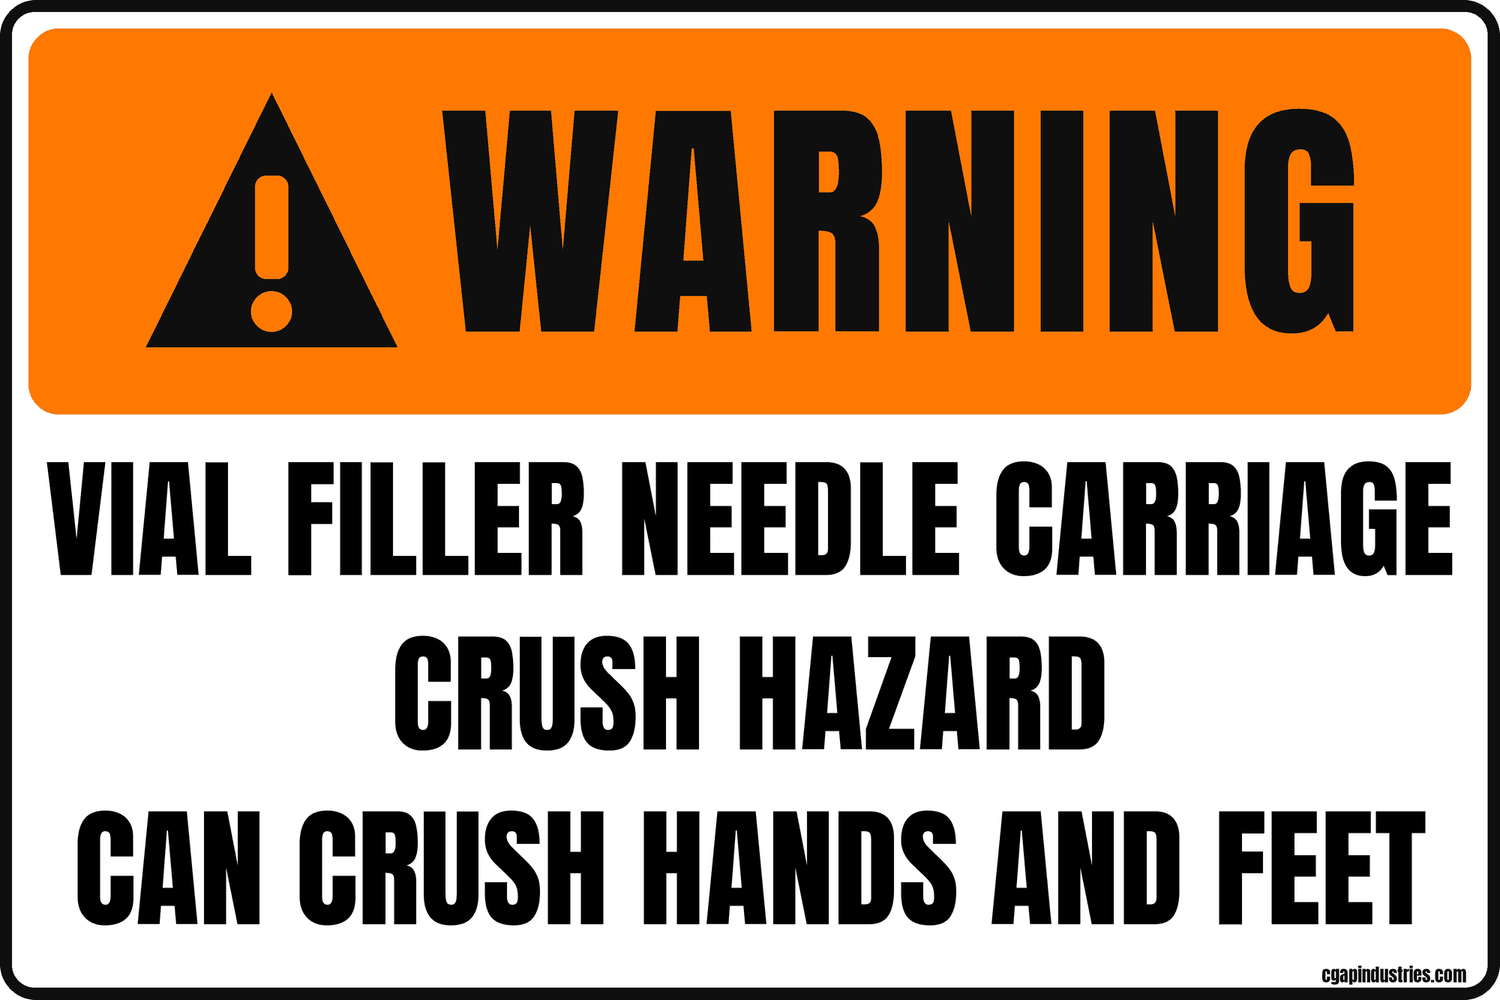 WARNING
VIAL FILLER NEEDLE CARRIAGE
CRUSH HAZARD
CAN CRUSH HANDS AND FEET
cgapindustries.com